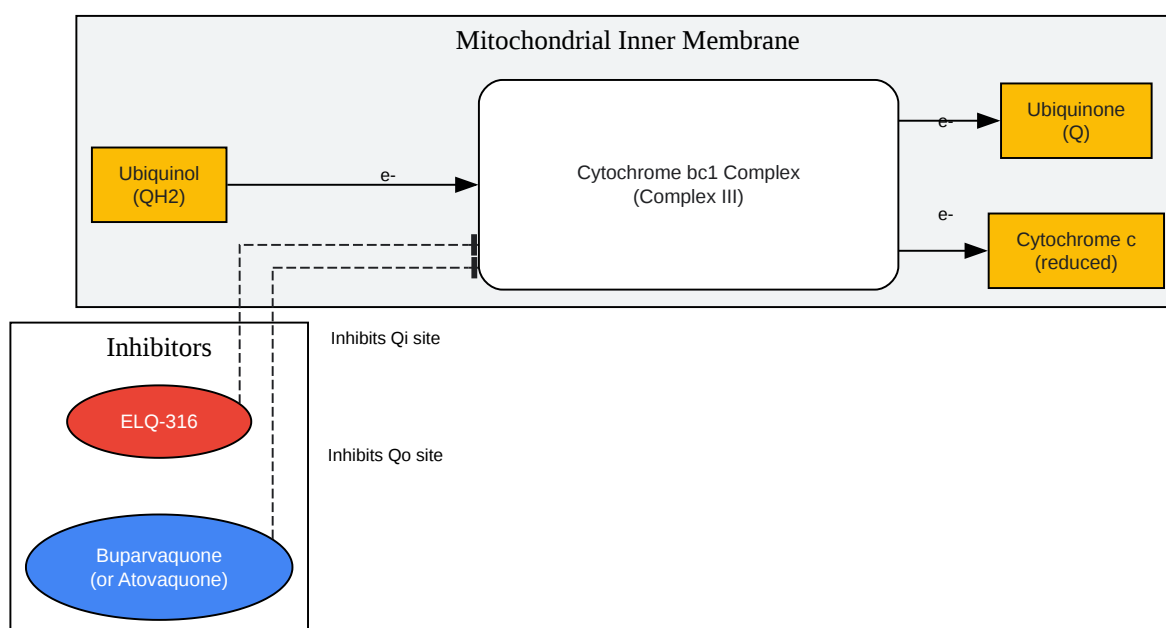 Mitochondrial Inner Membrane
Ubiquinol
(QH2)
e-
Cytochrome bc1 Complex
(Complex III)
e-
Ubiquinone
(Q)
e-
Cytochrome c
(reduced)
Inhibitors
Inhibits Qi site
ELQ-316
Inhibits Qo site
Buparvaquone
(or Atovaquone)